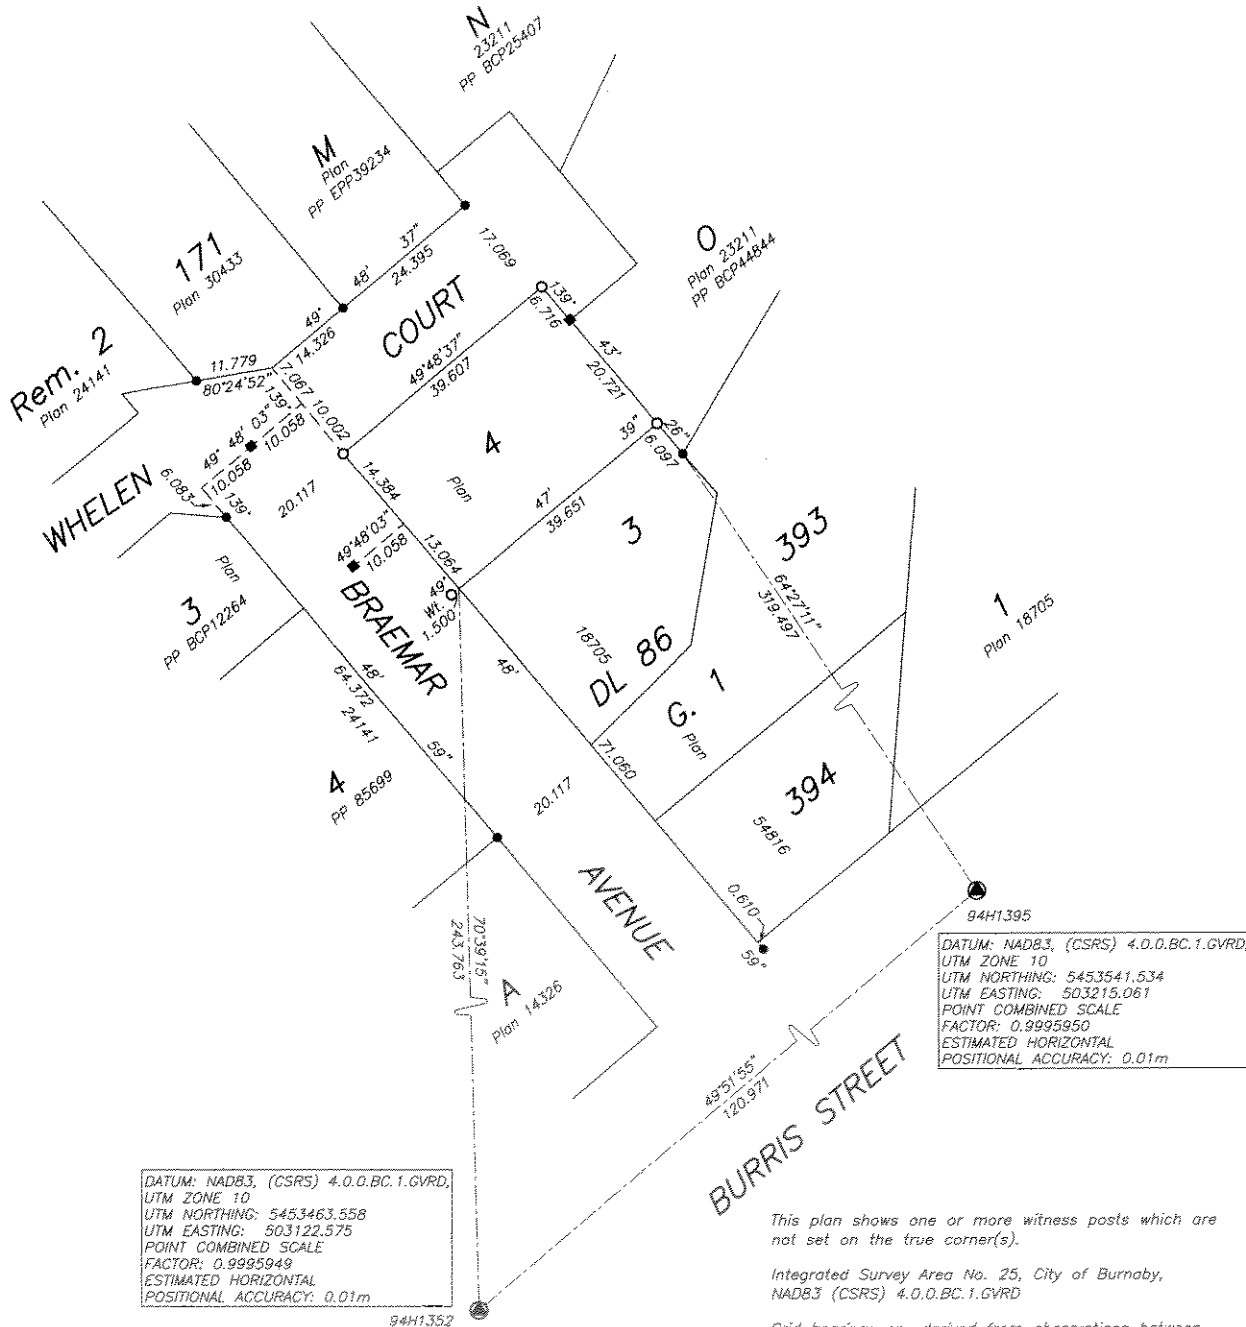 N
23211
PP BCP25407
M
Plan
PP EPP39234
171
Plan 30433
Rem. 2
Plan 24141
O
Plan 23211
PP BCP44844
49° 48' 37"
14.326
24.395
17.069
COURT
11.779
80°24'52"
7.067
139°
10.002
49°48'37"
39.607
139°
6.716
43'
20.721
26"
6.097
49° 48' 03"
10.058
10.058
6.083
139°
WHELEN
20.117
14.384
4
Plan
47'
39"
39.651
49°48'03"
10.058
13.064
49°
Wt.
1.500
3
393
64°27'11"
319.497
1
Plan 18705
3
Plan
PP BCP12264
BRAEMAR
48'
18705
DL 86
G. 1
Plan
48'
64.372
24141
59"
71.060
4
PP 85699
20.117
394
54816
0.610
59"
AVENUE
70°39'15"
243.763
A
Plan 14326
94H1395
DATUM: NAD83, (CSRS) 4.0.0.BC.1.GVRD,
UTM ZONE 10
UTM NORTHING: 5453541.534
UTM EASTING: 503215.061
POINT COMBINED SCALE
FACTOR: 0.9995950
ESTIMATED HORIZONTAL
POSITIONAL ACCURACY: 0.01m
49°51'55"
120.971
BURRIS STREET
DATUM: NAD83, (CSRS) 4.0.0.BC.1.GVRD,
UTM ZONE 10
UTM NORTHING: 5453463.558
UTM EASTING: 503122.575
POINT COMBINED SCALE
FACTOR: 0.9995949
ESTIMATED HORIZONTAL
POSITIONAL ACCURACY: 0.01m
94H1352
This plan shows one or more witness posts which are
not set on the true corner(s).
Integrated Survey Area No. 25, City of Burnaby,
NAD83 (CSRS) 4.0.0.BC.1.GVRD